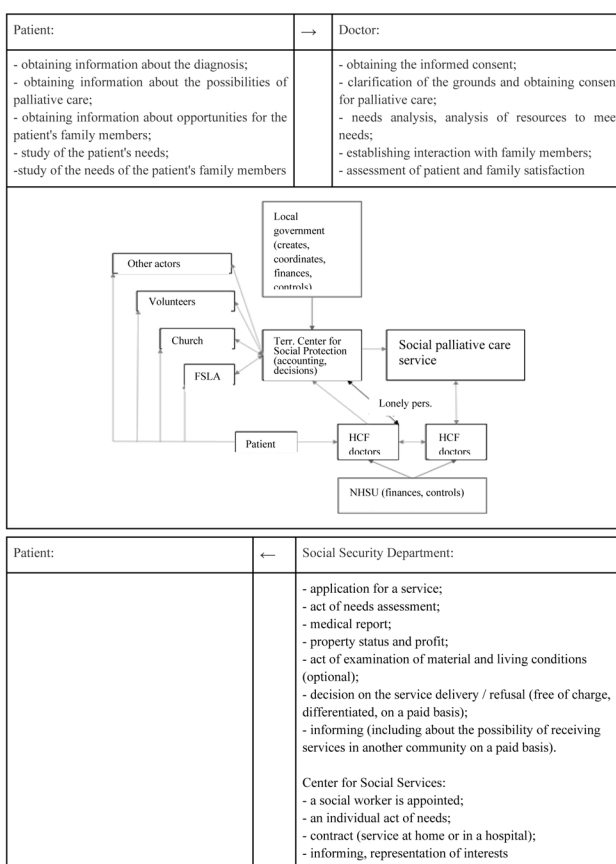 Patient:
→
Doctor:
- obtaining information about the diagnosis;
- obtaining information about the possibilities of
palliative care;
- obtaining information about opportunities for the
patient's family members;
- study of the patient's needs;
-study of the needs of the patient's family members
- obtaining the informed consent;
- clarification of the grounds and obtaining consen
for palliative care;
- needs analysis, analysis of resources to mee
needs;
- establishing interaction with family members;
- assessment of patient and family satisfaction
Local
government
(creates,
coordinates,
finances,
controls)
Other actors
Volunteers
Church
FSLA
Terr. Center for
Social Protection
(accounting,
decisions)
Social palliative care
service
Lonely pers.
Patient
HCF
doctors
HCF
doctors
NHSU (finances, controls)
Patient:
←
Social Security Department:
- application for a service;
- act of needs assessment;
- medical report;
- property status and profit;
- act of examination of material and living conditions
(optional);
- decision on the service delivery / refusal (free of charge,
differentiated, on a paid basis);
- informing (including about the possibility of receiving
services in another community on a paid basis).
Center for Social Services:
- a social worker is appointed;
- an individual act of needs;
- contract (service at home or in a hospital);
- informing, representation of interests